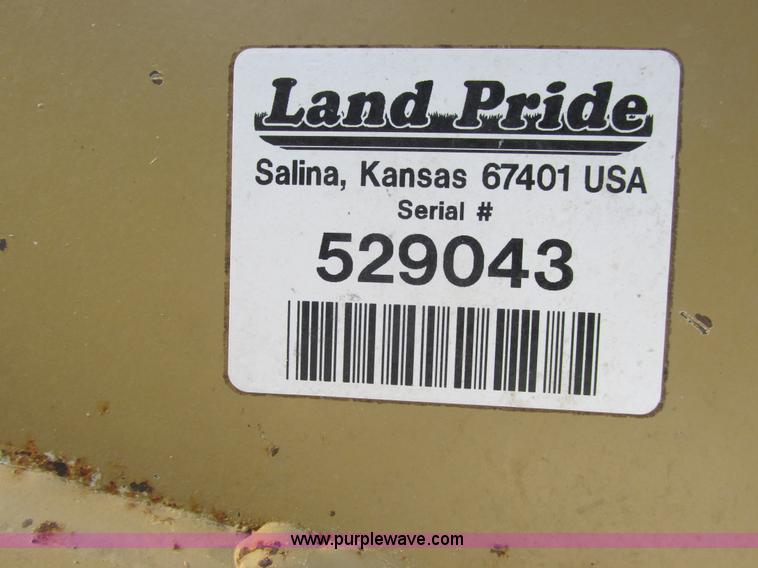 Land Pride
Salina, Kansas 67401 USA
Serial #
529043
www.purplewave.com